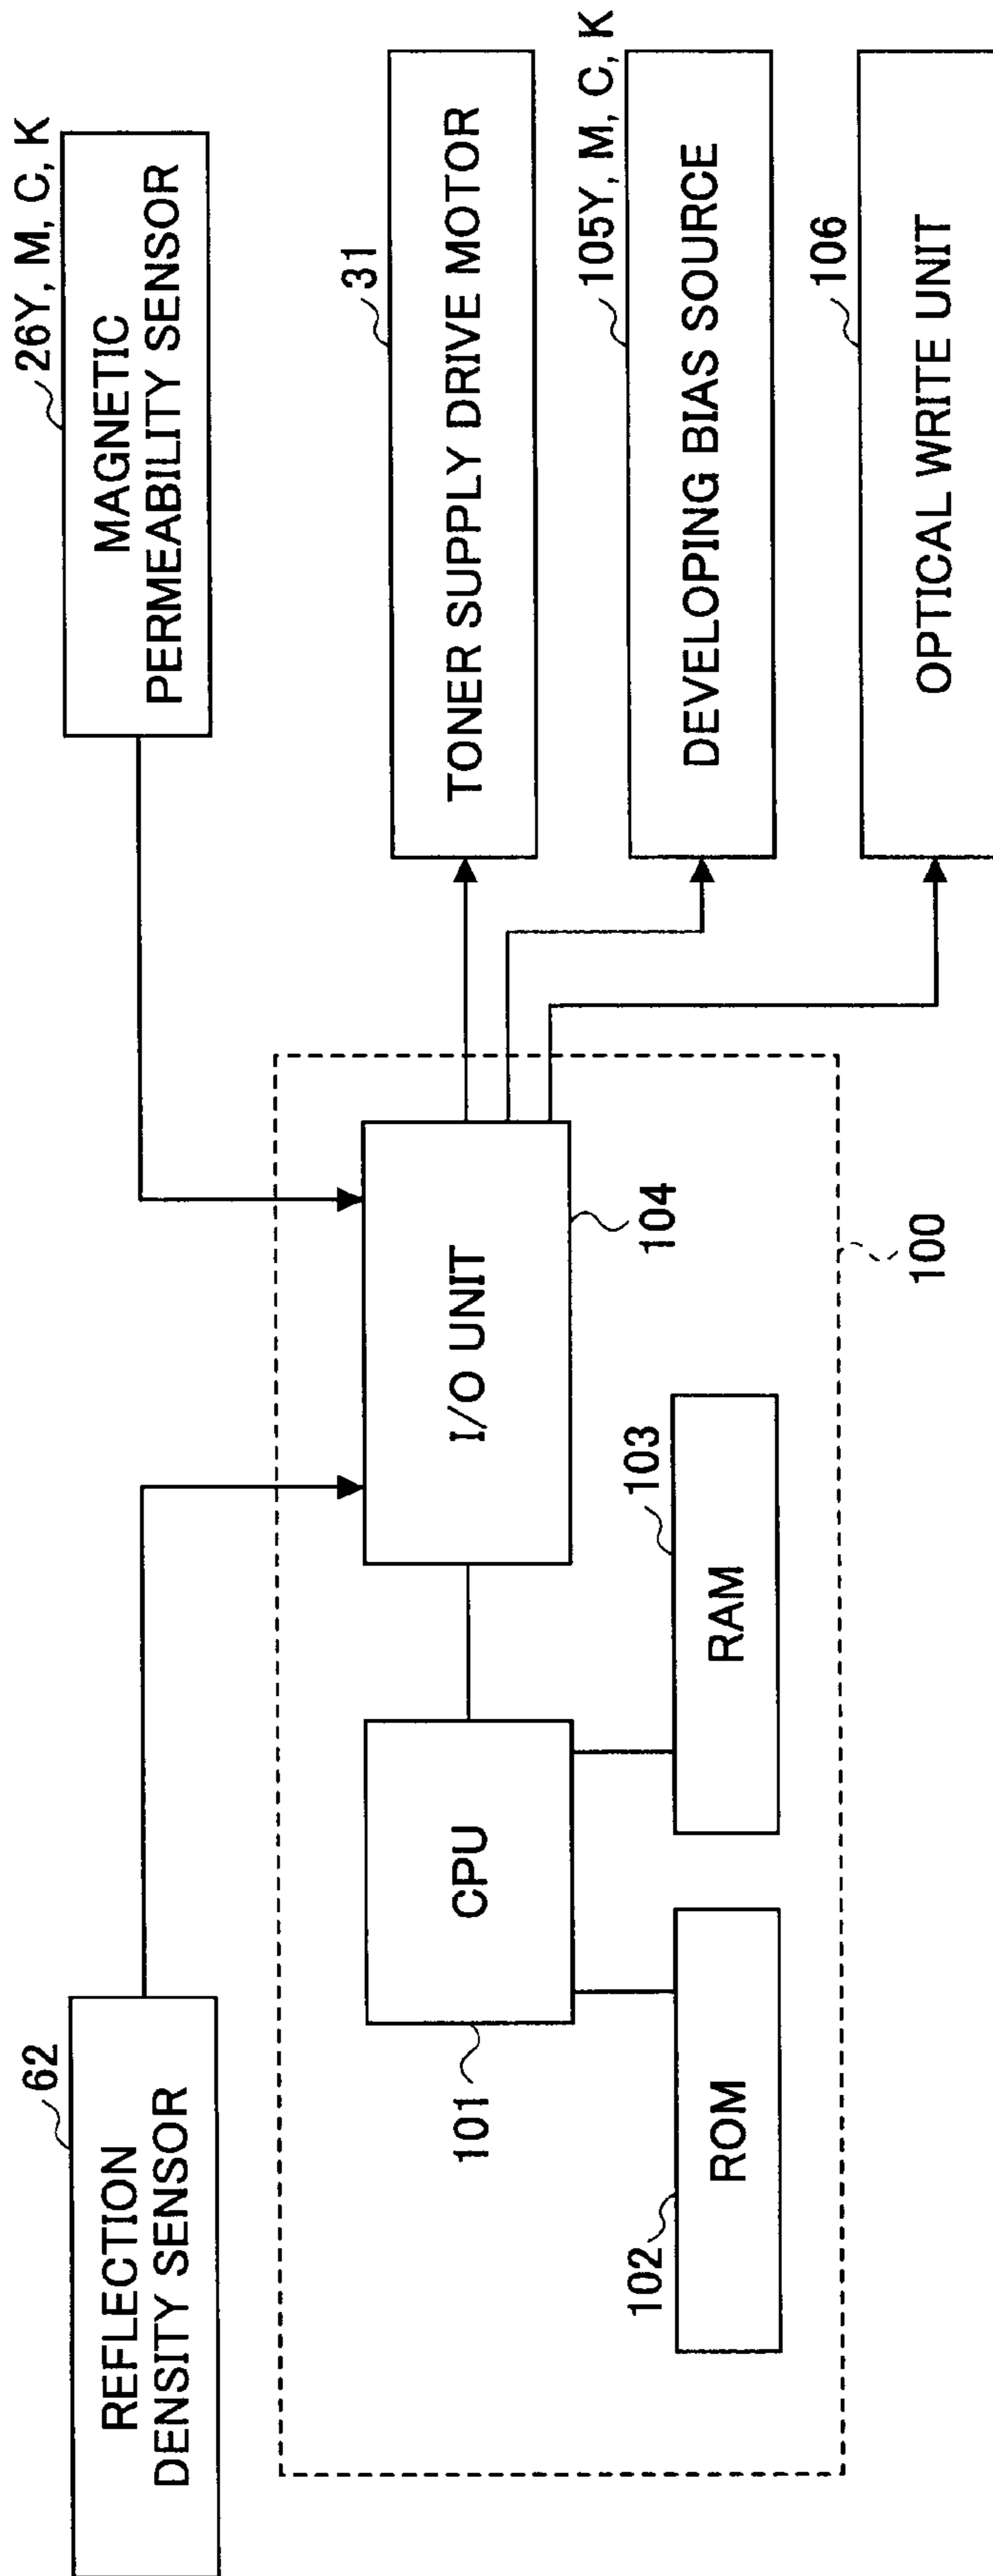 62
REFLECTION
DENSITY SENSOR
26Y, M, C, K
MAGNETIC
PERMEABILITY SENSOR
101
CPU
I/O UNIT
104
102
ROM
103
RAM
100
31
TONER SUPPLY DRIVE MOTOR
105Y, M, C, K
DEVELOPING BIAS SOURCE
106
OPTICAL WRITE UNIT